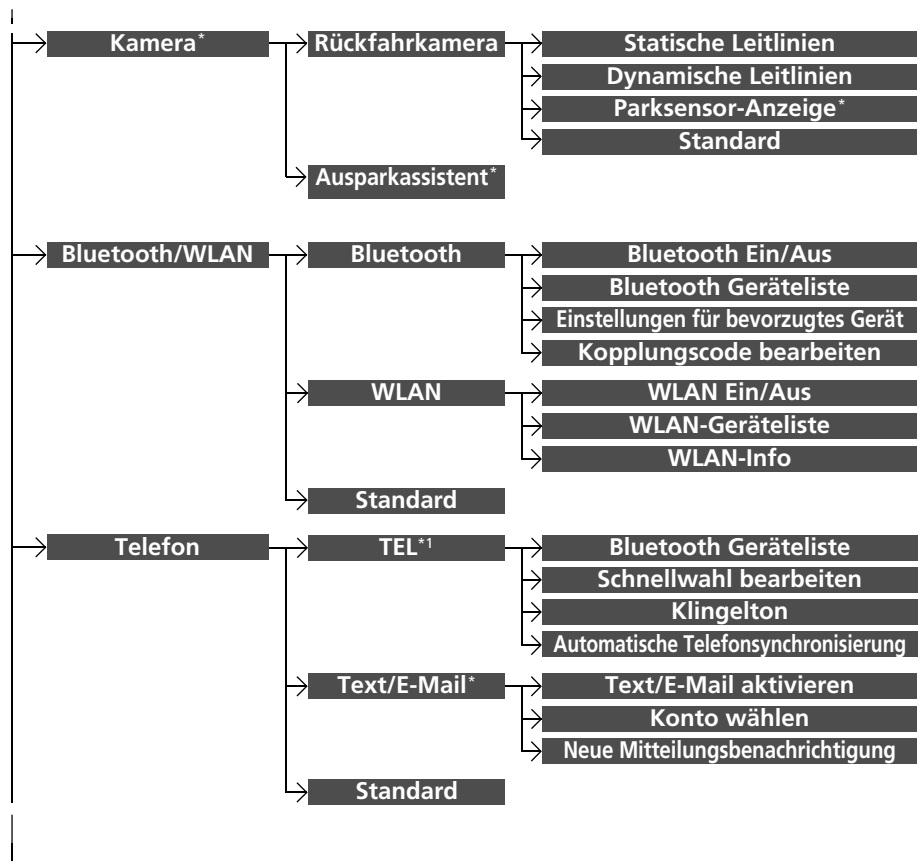 Kamera* Rückfahrkamera Statische Leitlinien
Dynamische Leitlinien
Parksensor-Anzeige*
Standard
Ausparkassistent*
Bluetooth/WLAN Bluetooth Bluetooth Ein/Aus
Bluetooth Geräteliste
Einstellungen für bevorzugtes Gerät
Kopplungscode bearbeiten
WLAN WLAN Ein/Aus
WLAN-Geräteliste
WLAN-Info
Standard
Telefon TEL*1 Bluetooth Geräteliste
Schnellwahl bearbeiten
Klingelton
Automatische Telefonsynchronisierung
Text/E-Mail* Text/E-Mail aktivieren
Konto wählen
Neue Mitteilungsbenachrichtigung
Standard